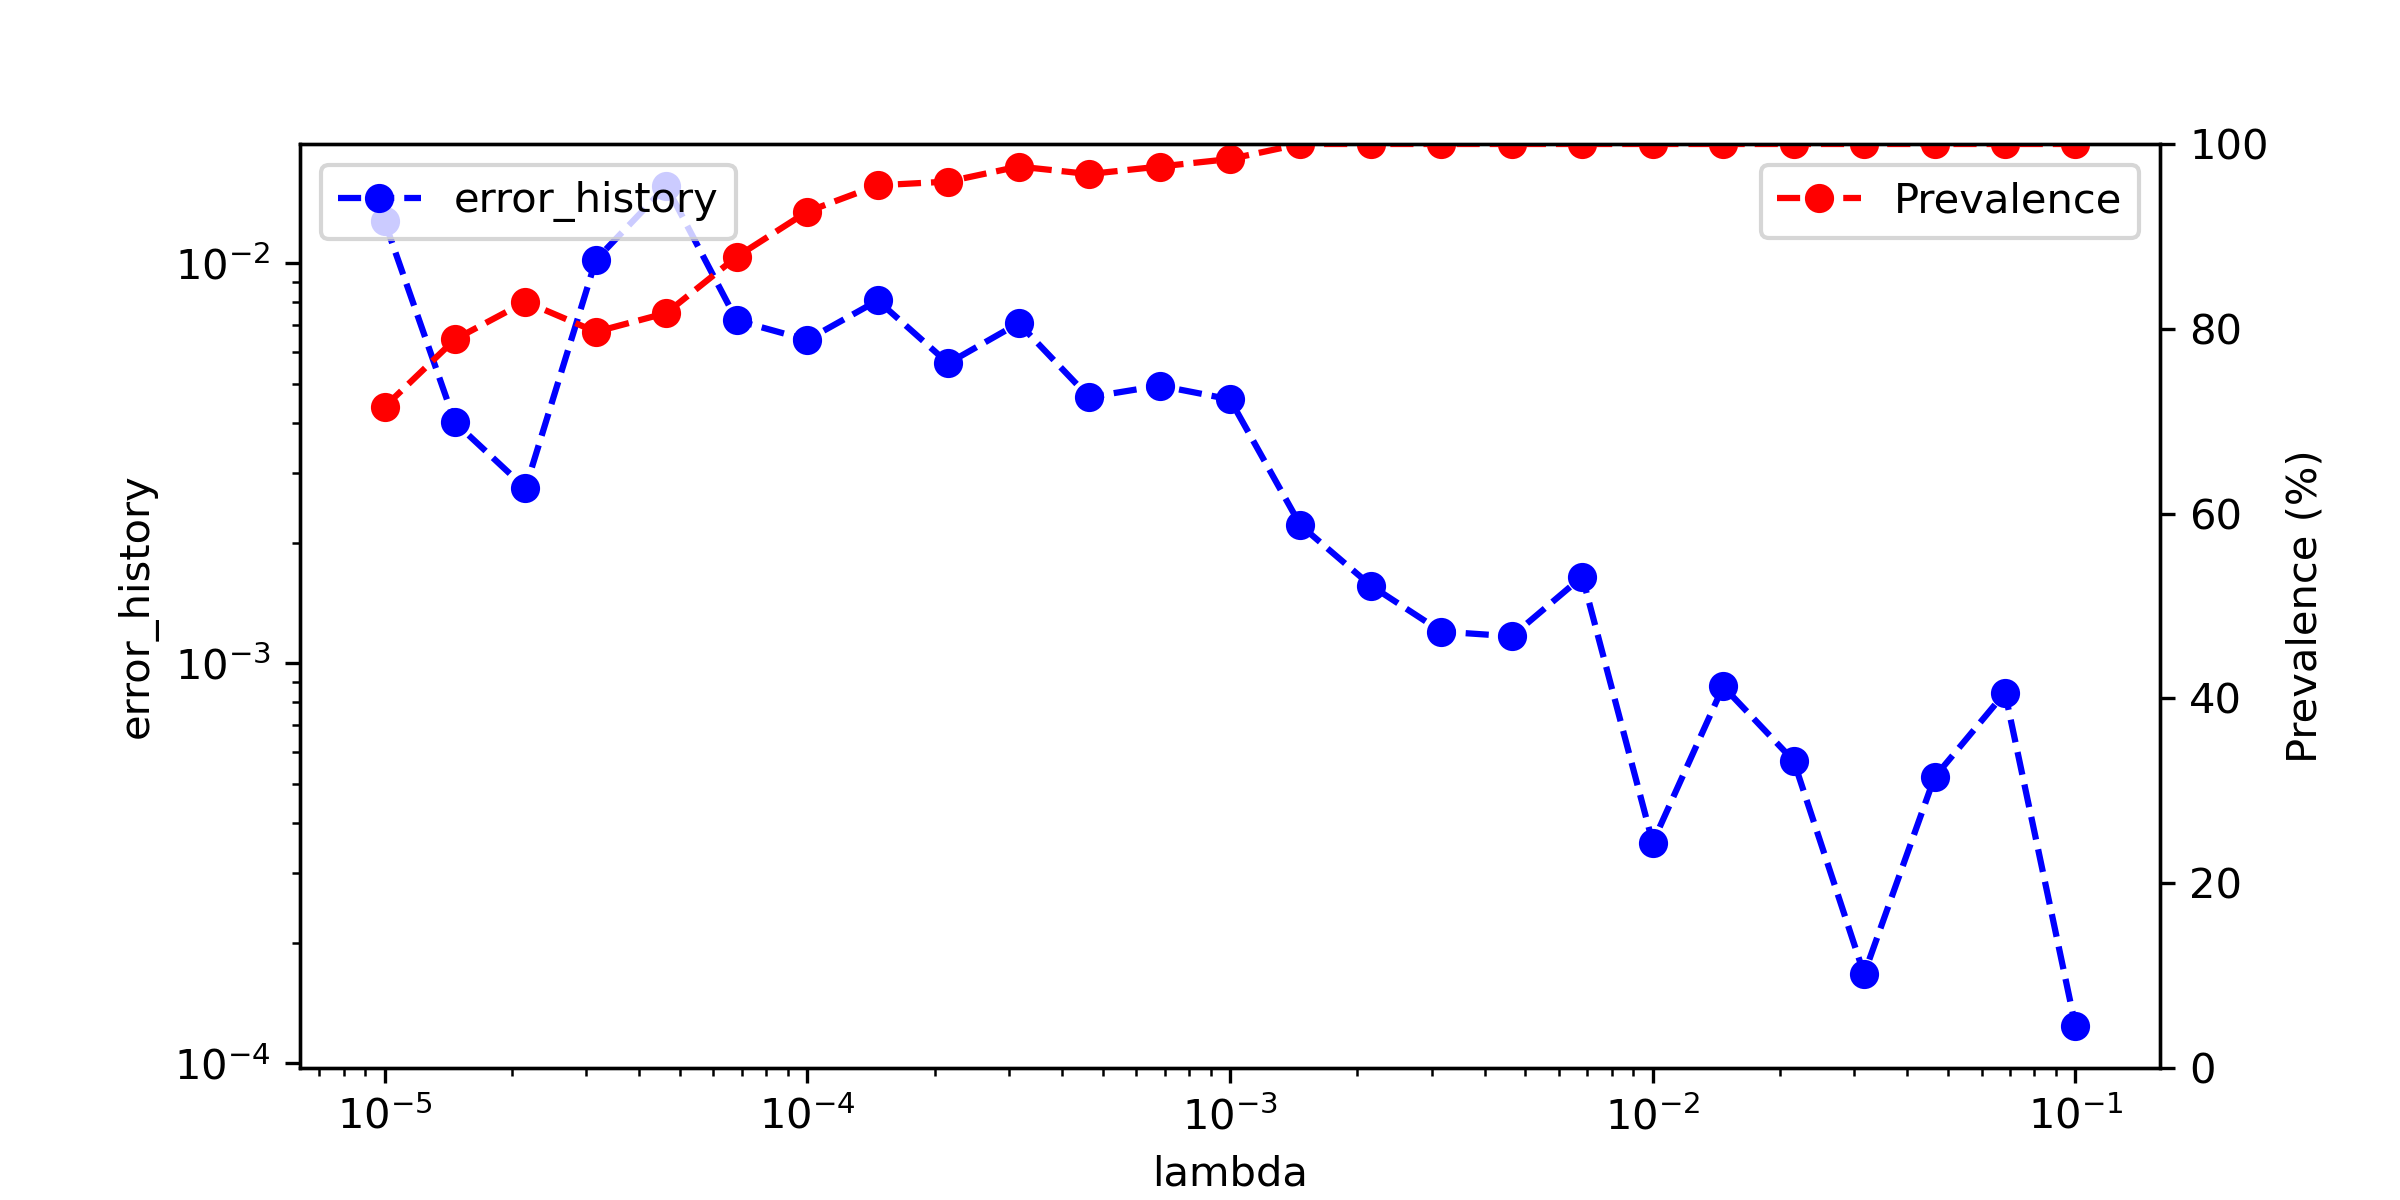 error_history
Prevalence
10⁻²
10⁻³
10⁻⁴
error_history
100
80
60
40
20
0
Prevalence (%)
10⁻⁵ 10⁻⁴ 10⁻³ 10⁻² 10⁻¹
lambda